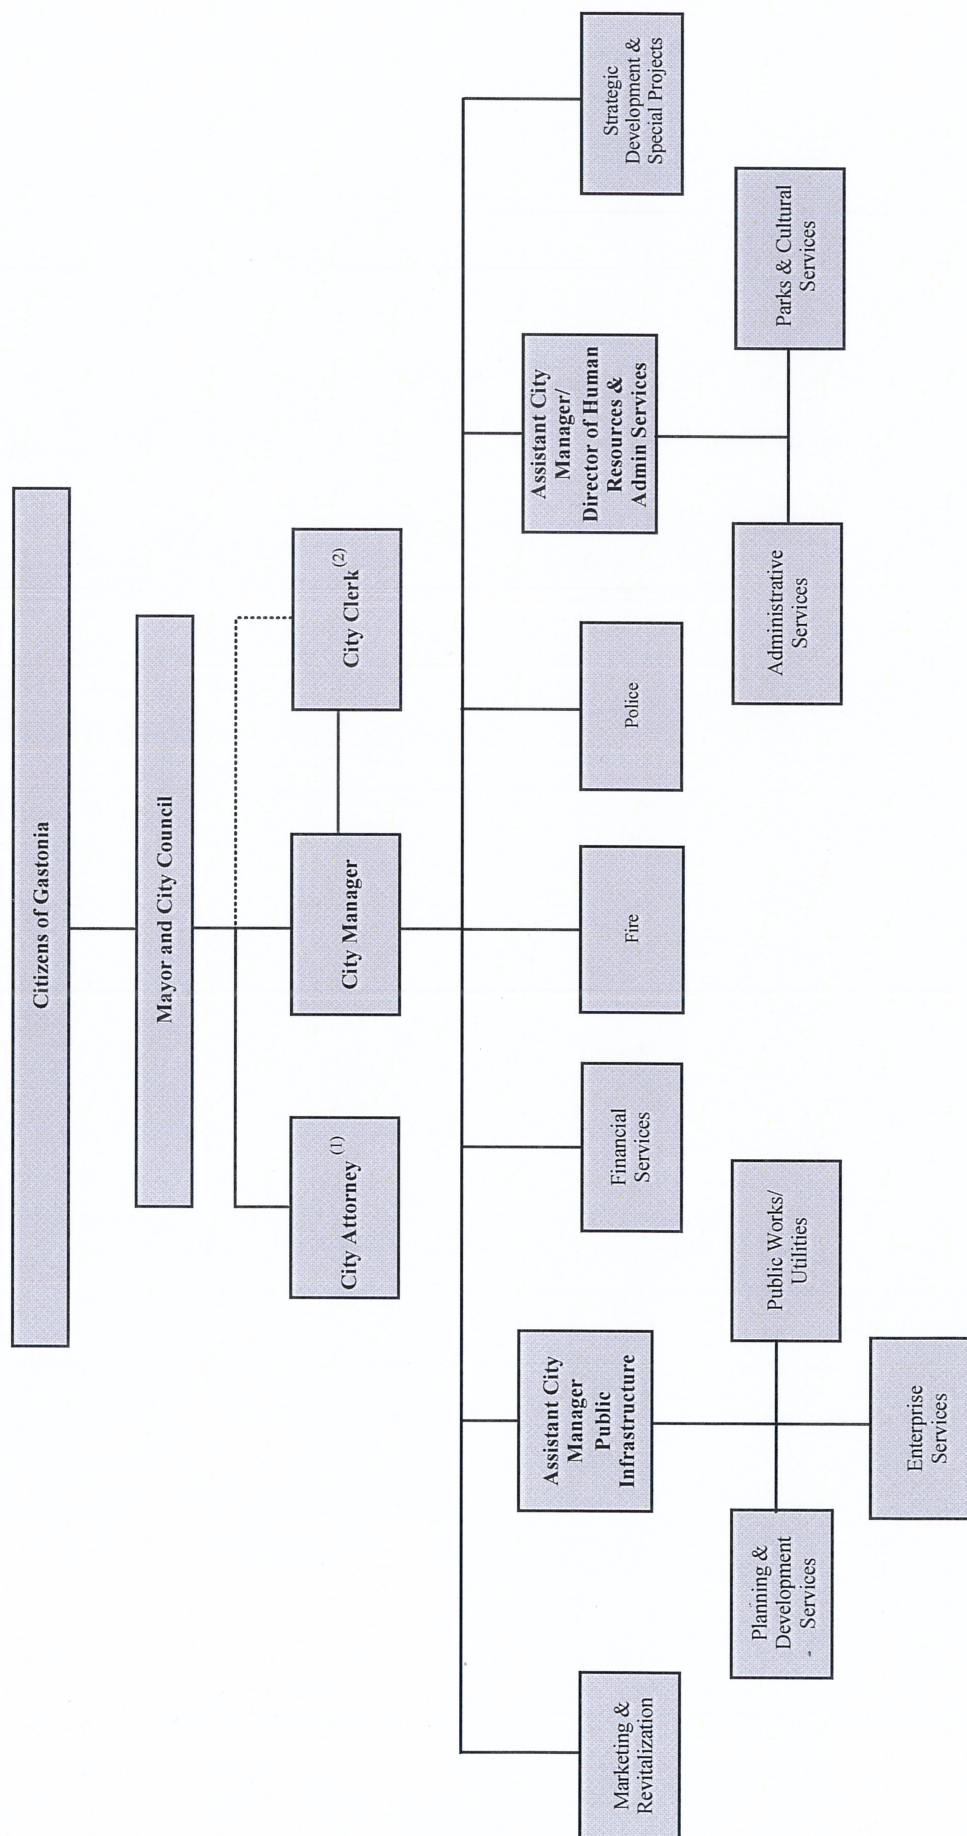 Citizens of Gastonia
Mayor and City Council
City Attorney (1)
City Manager
City Clerk (2)
Marketing &
Revitalization
Assistant City
Manager
Public
Infrastructure
Financial
Services
Fire
Police
Assistant City
Manager/
Director of Human
Resources &
Admin Services
Strategic
Development &
Special Projects
Planning &
Development
Services
Public Works/
Utilities
Enterprise
Services
Administrative
Services
Parks & Cultural
Services